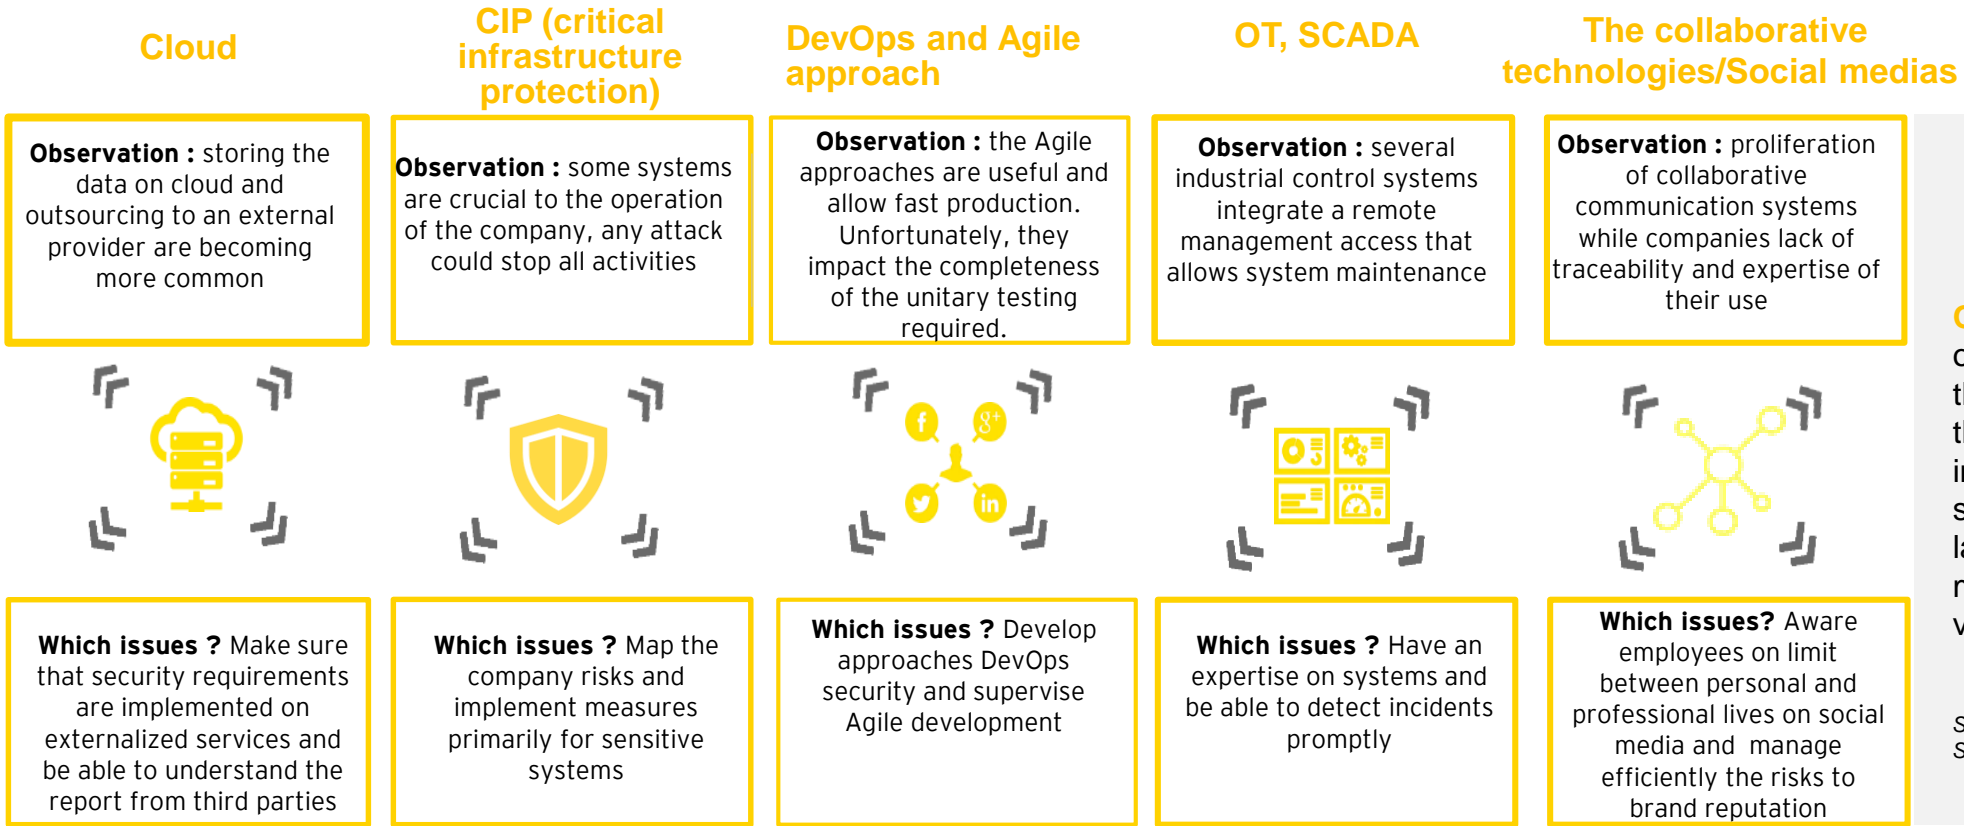 Cloud
CIP (critical
infrastructure
protection)
DevOps and Agile
approach
OT, SCADA
The collaborative
technologies/Social medias
Observation : storing the
data on cloud and
outsourcing to an external
provider are becoming
more common
Observation : some systems
are crucial to the operation
of the company, any attack
could stop all activities
Observation : the Agile
approaches are useful and
allow fast production.
Unfortunately, they
impact the completeness
of the unitary testing
required.
Observation : several
industrial control systems
integrate a remote
management access that
allows system maintenance
Observation : proliferation
of collaborative
communication systems
while companies lack of
traceability and expertise of
their use
f
g+
in
Which issues ? Make sure
that security requirements
are implemented on
externalized services and
be able to understand the
report from third parties
Which issues ? Map the
company risks and
implement measures
primarily for sensitive
systems
Which issues ? Develop
approaches DevOps
security and supervise
Agile development
Which issues ? Have an
expertise on systems and
be able to detect incidents
promptly
Which issues? Aware
employees on limit
between personal and
professional lives on social
media and manage
efficiently the risks to
brand reputation